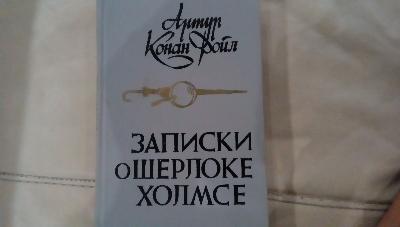 Артур
Конан Дойл
ЗАПИСКИ
О ШЕРЛОКЕ
ХОЛМСЕ